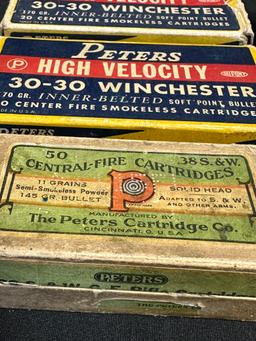 30-30 WINCHESTER
170 GR. INNER-BELTED SOFT POINT BULLET
20 CENTER FIRE SMOKELESS CARTRIDGES
PETERS
P HIGH VELOCITY
DUPONT
30-30 WINCHESTER
170 GR. INNER-BELTED SOFT POINT BULLET
20 CENTER FIRE SMOKELESS CARTRIDGES
PETERS
50 38 S. & W.
CENTRAL-FIRE CARTRIDGES
11 GRAINS
Semi-Smokeless Powder
145 GR. BULLET
P
SOLID HEAD
ADAPTED TO S. & W.
AND OTHER ARMS.
MANUFACTURED BY
The Peters Cartridge Co.
CINCINNATI, O. U.S.A.
PETERS